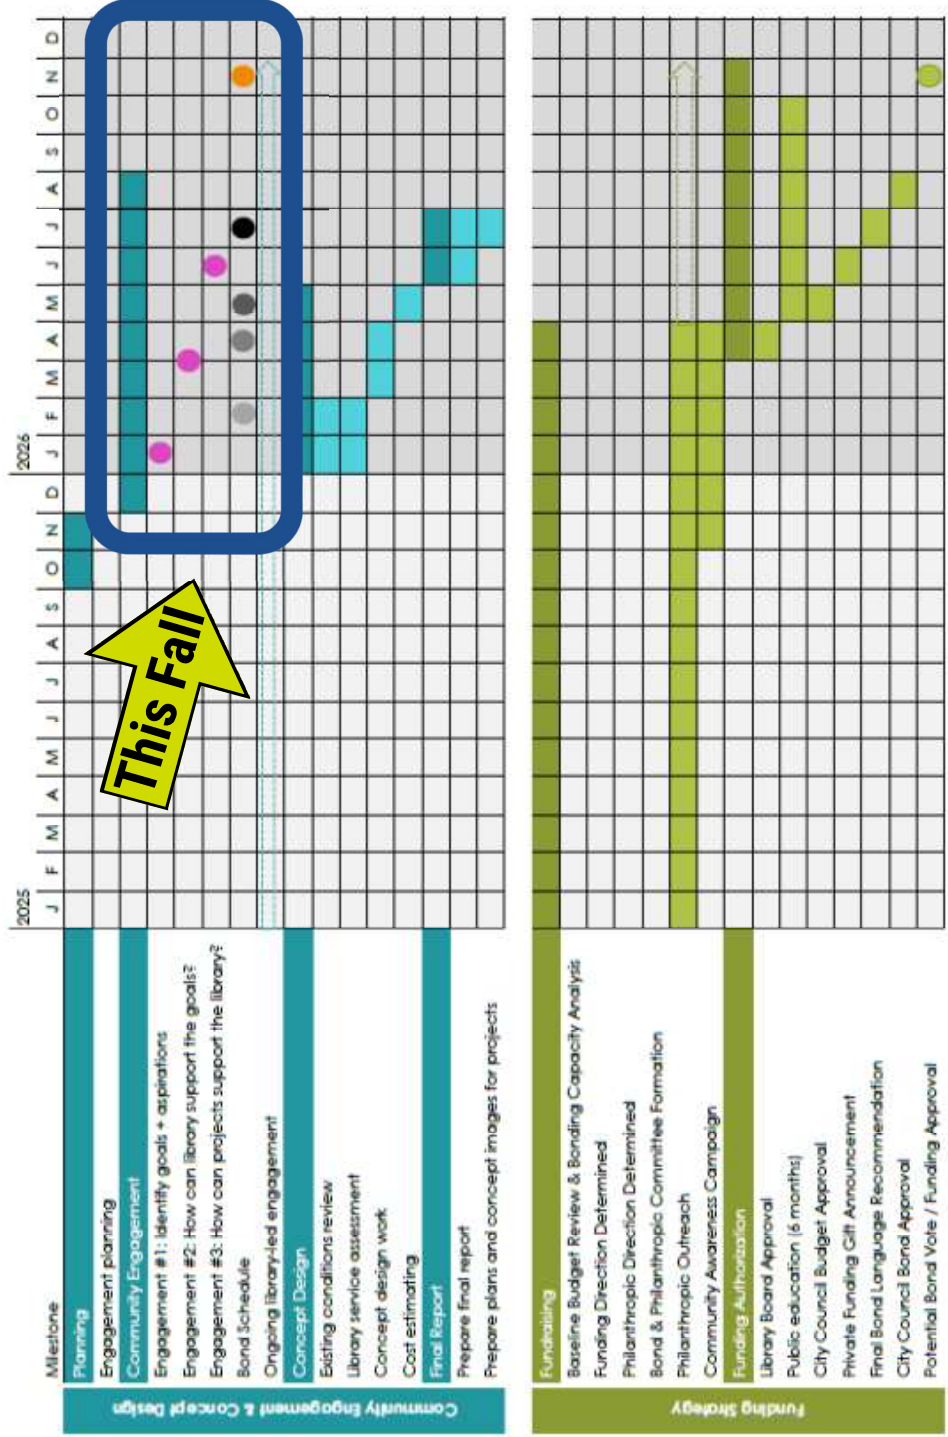 2025
2026
Milestone
J F M A M J J A S O N D J F M A M J J A S O N D
Community Engagement & Concept Design
Planning
Engagement planning
Community Engagement
Engagement #1: Identify goals + aspirations
Engagement #2: How can library support the goals?
Engagement #3: How can projects support the library?
Bond Schedule
Ongoing library-led engagement
Concept Design
Existing conditions review
Library service assessment
Concept design work
Cost estimating
Final Report
Prepare final report
Prepare plans and concept images for projects
This Fall
Funding Strategy
Fundraising
Baseline Budget Review & Bonding Capacity Analysis
Funding Direction Determined
Philanthropic Direction Determined
Bond & Philanthropic Committee Formation
Philanthropic Outreach
Community Awareness Campaign
Funding Authorization
Library Board Approval
Public education (6 months)
City Council Budget Approval
Private Funding Gift Announcement
Final Bond Language Recommendation
City Council Bond Approval
Potential Bond Vote / Funding Approval